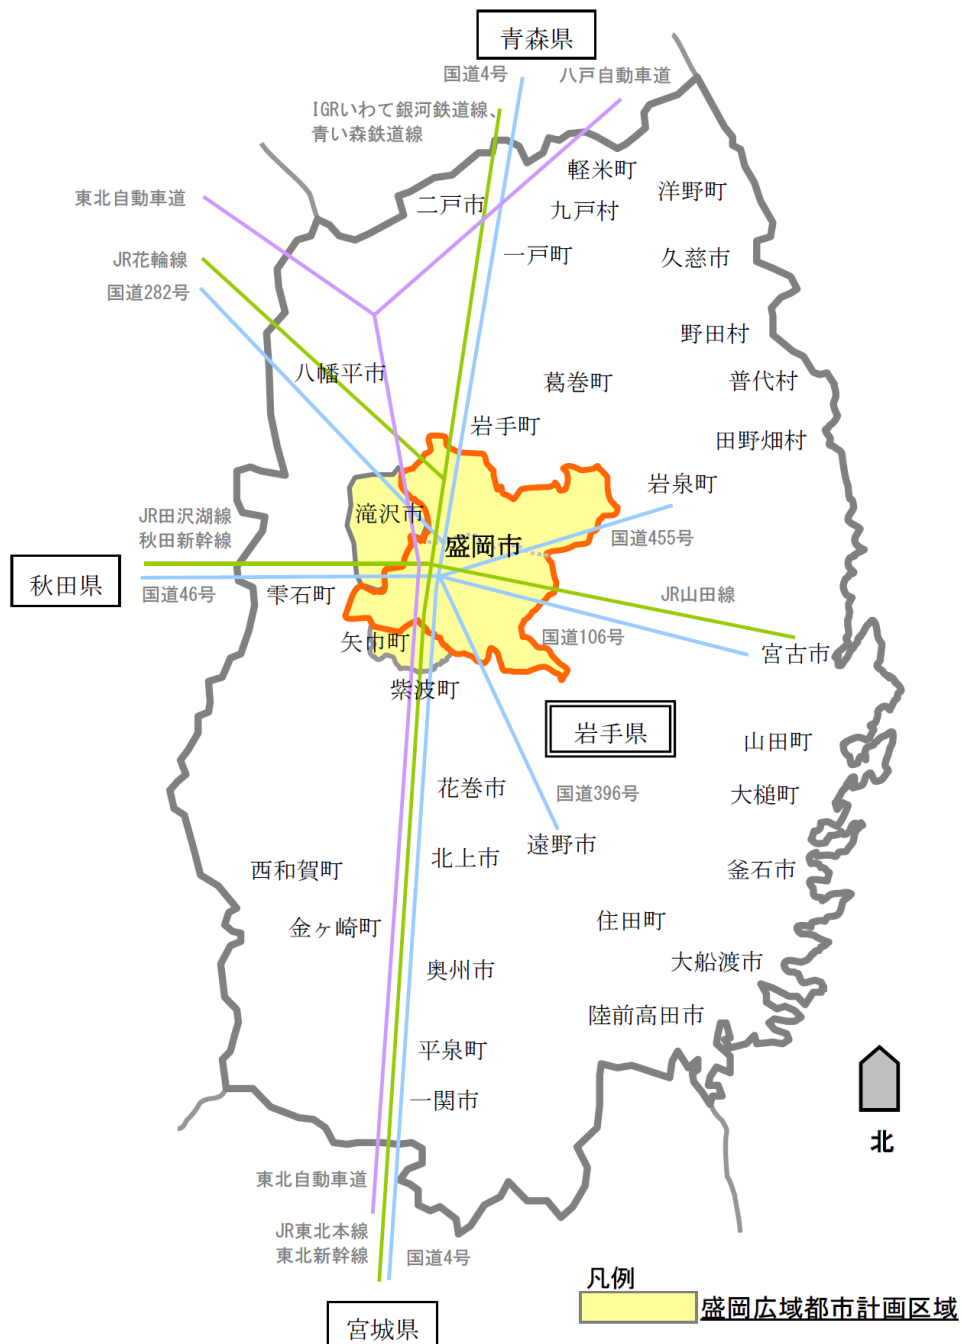 青森県
国道4号
八戸自動車道
IGRいわて銀河鉄道線、
青い森鉄道線
軽米町
洋野町
東北自動車道
二戸市
九戸村
一戸町
久慈市
JR花輪線
国道282号
野田村
八幡平市
葛巻町
普代村
岩手町
田野畑村
岩泉町
滝沢市
JR田沢湖線
秋田新幹線
国道455号
盛岡市
秋田県
国道46号
雫石町
JR山田線
矢巾町
国道106号
宮古市
紫波町
岩手県
山田町
花巻市
国道396号
大槌町
遠野市
北上市
西和賀町
釜石市
金ヶ崎町
住田町
奥州市
大船渡市
陸前高田市
平泉町
一関市
北
東北自動車道
JR東北本線
東北新幹線
国道4号
宮城県
凡例
盛岡広域都市計画区域